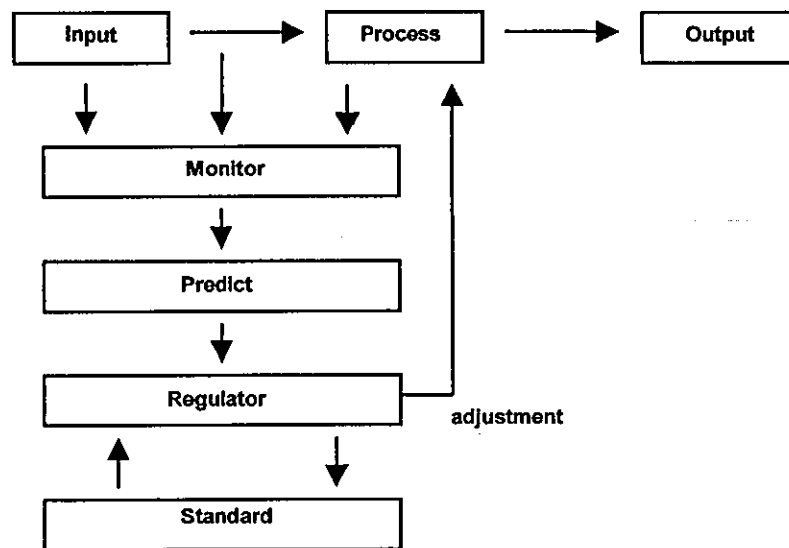 Input
Process
Output
Monitor
Predict
Regulator
adjustment
Standard